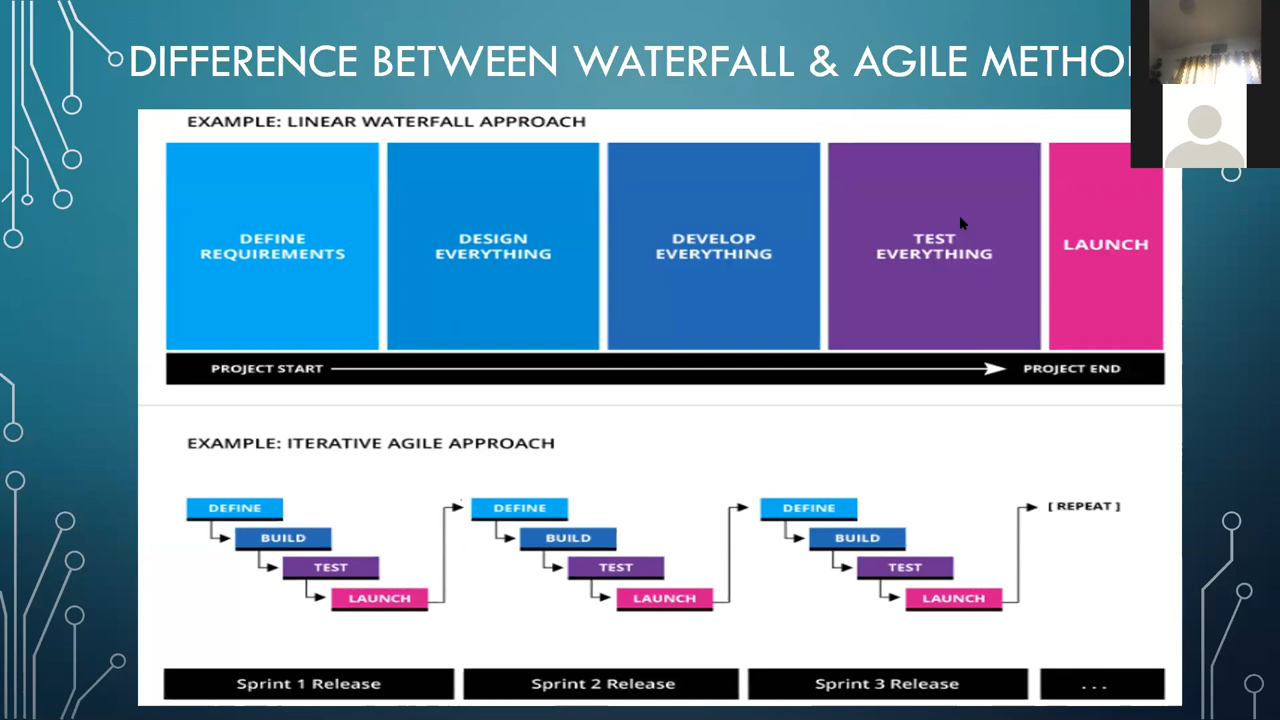 DIFFERENCE BETWEEN WATERFALL & AGILE METHO
EXAMPLE: LINEAR WATERFALL APPROACH
DEFINE
REQUIREMENTS
DESIGN
EVERYTHING
DEVELOP
EVERYTHING
TEST
EVERYTHING
LAUNCH
PROJECT START
PROJECT END
EXAMPLE: ITERATIVE AGILE APPROACH
DEFINE
BUILD
TEST
LAUNCH
DEFINE
BUILD
TEST
LAUNCH
DEFINE
BUILD
TEST
LAUNCH
[ REPEAT ]
Sprint 1 Release
Sprint 2 Release
Sprint 3 Release
...